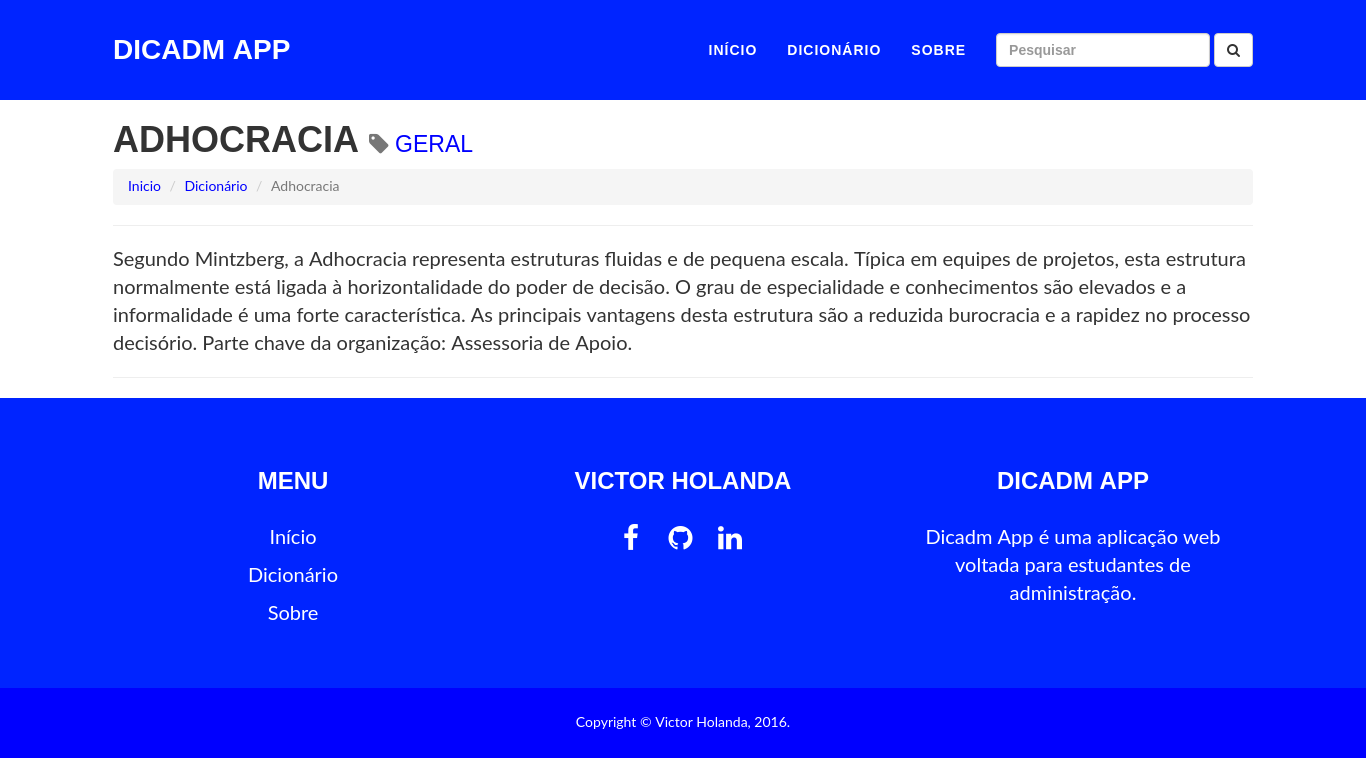 DICADM APP
INÍCIO
DICIONÁRIO
SOBRE
Pesquisar
ADHOCRACIA GERAL
Inicio / Dicionário / Adhocracia
Segundo Mintzberg, a Adhocracia representa estruturas fluidas e de pequena escala. Típica em equipes de projetos, esta estrutura
normalmente está ligada à horizontalidade do poder de decisão. O grau de especialidade e conhecimentos são elevados e a
informalidade é uma forte característica. As principais vantagens desta estrutura são a reduzida burocracia e a rapidez no processo
decisório. Parte chave da organização: Assessoria de Apoio.
MENU
Início
Dicionário
Sobre
VICTOR HOLANDA
DICADM APP
Dicadm App é uma aplicação web
voltada para estudantes de
administração.
Copyright © Victor Holanda, 2016.